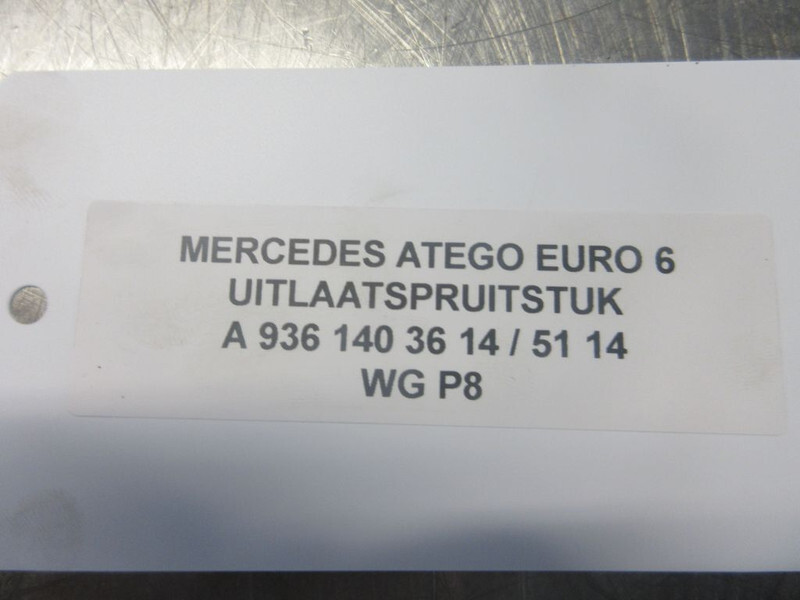 MERCEDES ATEGO EURO 6
UITLAATSPRUITSTUK
A 936 140 36 14 / 51 14
WG P8